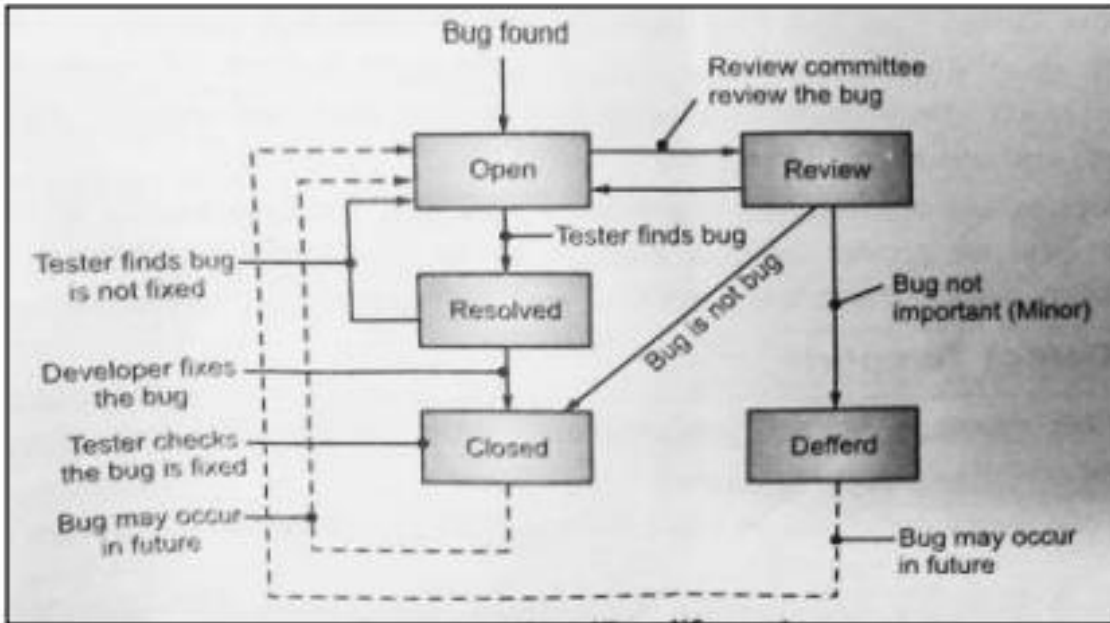 Bug found
Review committee
review the bug
Open
Review
Tester finds bug
Tester finds bug
is not fixed
Resolved
Bug is not bug
Bug not
important (Minor)
Developer fixes
the bug
Closed
Defferd
Tester checks
the bug is fixed
Bug may occur
in future
Bug may occur
in future